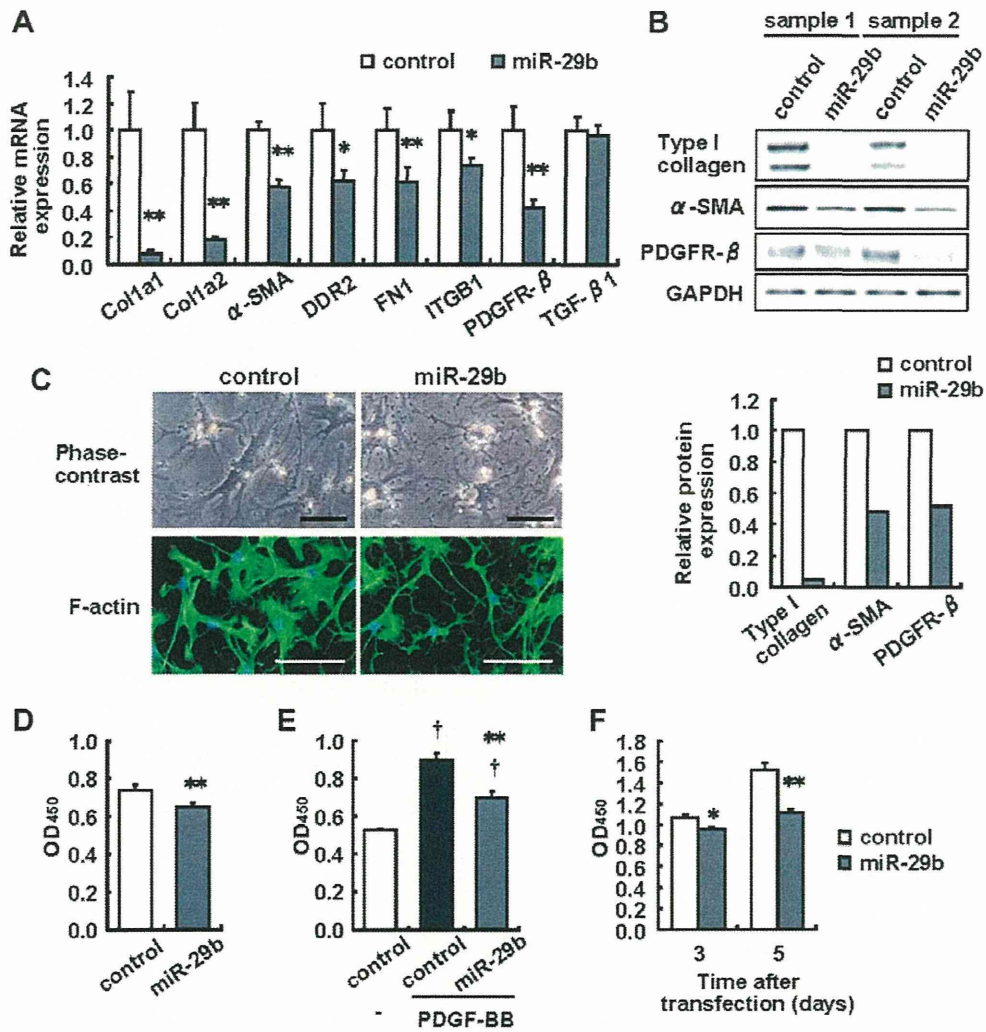 A
control
miR-29b
Relative mRNA
expression
1.4
1.2
1.0
0.8
0.6
0.4
0.2
0.0
**
**
**
*
**
*
**
Col1a1
Col1a2
α-SMA
DDR2
FN1
ITGB1
PDGFR-β
TGF-β1
B
sample 1
sample 2
control
miR-29b
control
miR-29b
Type I
collagen
α-SMA
PDGFR-β
GAPDH
control
miR-29b
Relative protein
expression
1.2
1.0
0.8
0.6
0.4
0.2
0.0
Type I
collagen
α-SMA
PDGFR-β
C
control
miR-29b
Phase-
contrast
F-actin
D
OD450
1.0
0.8
0.6
0.4
0.2
0.0
**
control
miR-29b
E
OD450
1.0
0.8
0.6
0.4
0.2
0.0
†
**
†
control
control
miR-29b
-
PDGF-BB
F
OD450
1.8
1.6
1.4
1.2
1.0
0.8
0.6
0.4
0.2
0.0
*
**
control
miR-29b
3
5
Time after
transfection (days)